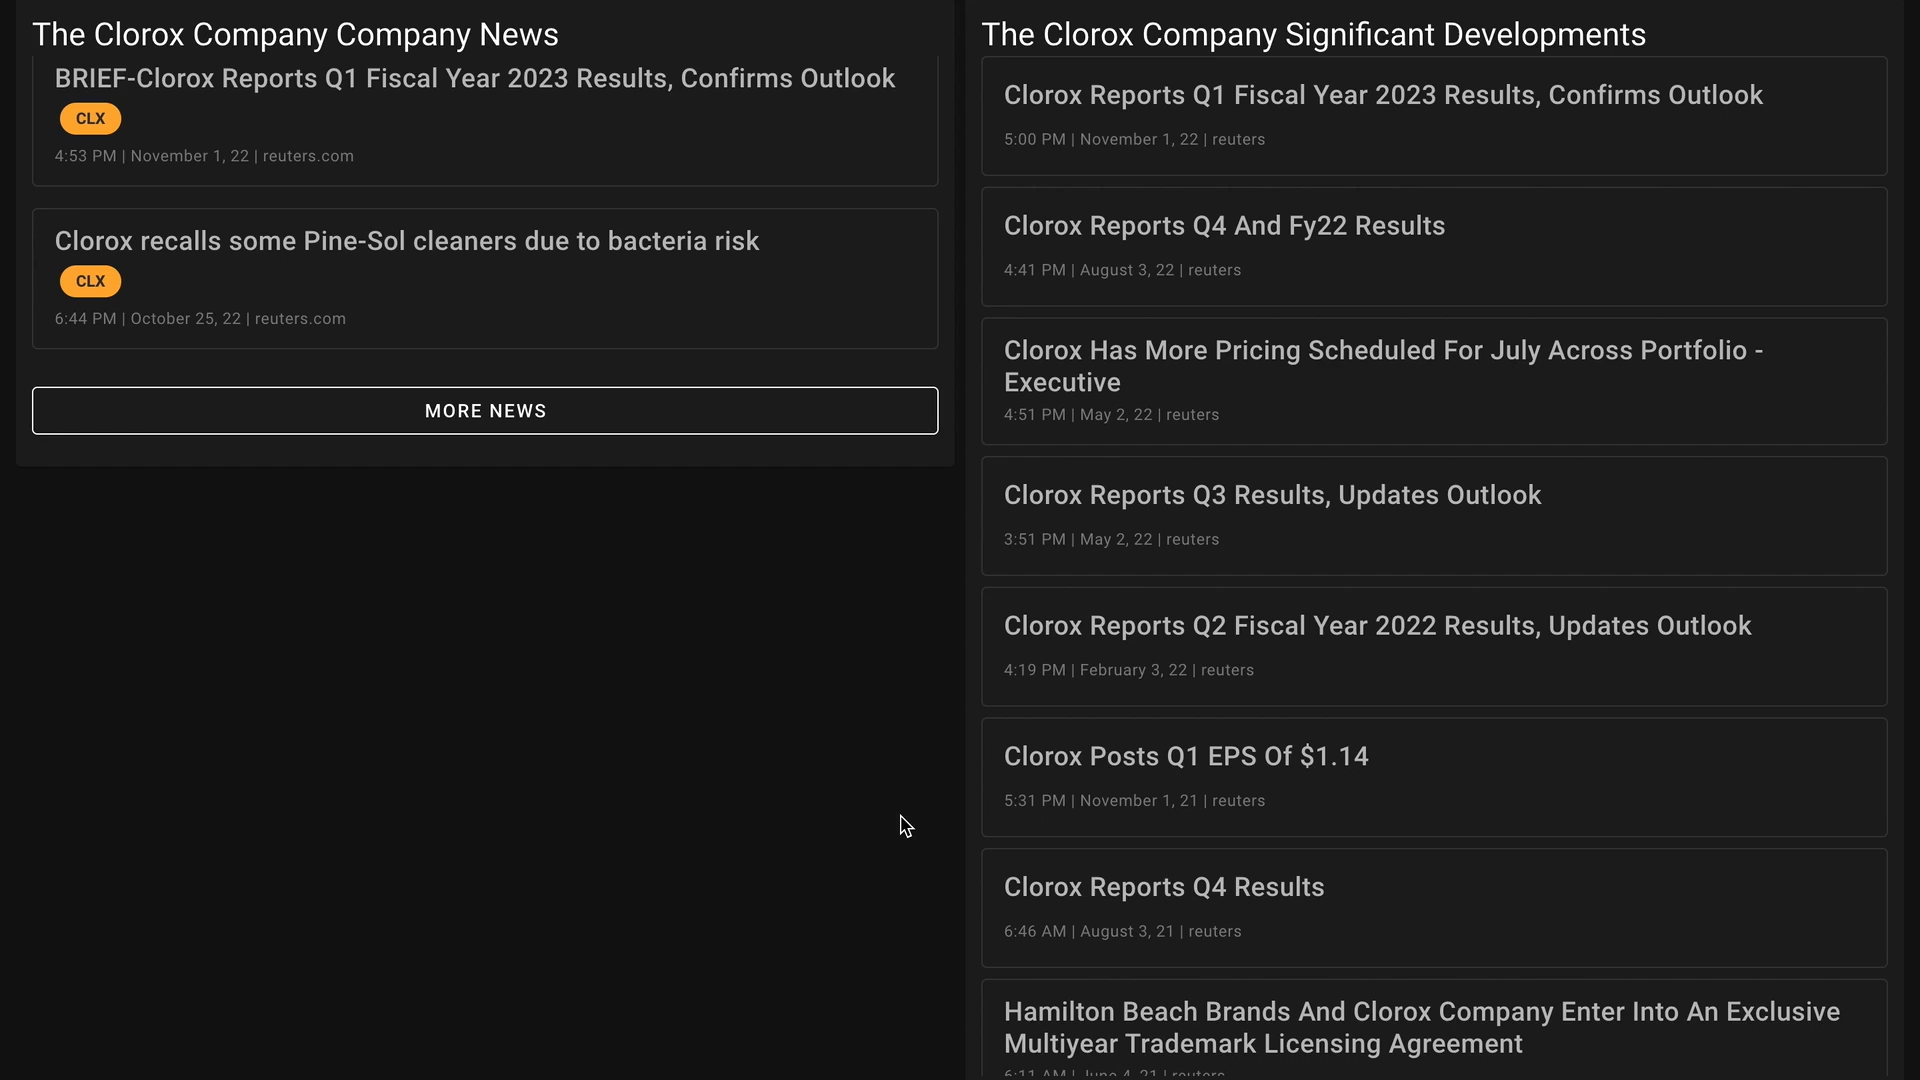 The Clorox Company Company News
BRIEF-Clorox Reports Q1 Fiscal Year 2023 Results, Confirms Outlook
CLX
4:53 PM | November 1, 22 | reuters.com
Clorox recalls some Pine-Sol cleaners due to bacteria risk
CLX
6:44 PM | October 25, 22 | reuters.com
MORE NEWS
The Clorox Company Significant Developments
Clorox Reports Q1 Fiscal Year 2023 Results, Confirms Outlook
5:00 PM | November 1, 22 | reuters
Clorox Reports Q4 And Fy22 Results
4:41 PM | August 3, 22 | reuters
Clorox Has More Pricing Scheduled For July Across Portfolio -
Executive
4:51 PM | May 2, 22 | reuters
Clorox Reports Q3 Results, Updates Outlook
3:51 PM | May 2, 22 | reuters
Clorox Reports Q2 Fiscal Year 2022 Results, Updates Outlook
4:19 PM | February 3, 22 | reuters
Clorox Posts Q1 EPS Of $1.14
5:31 PM | November 1, 21 | reuters
Clorox Reports Q4 Results
6:46 AM | August 3, 21 | reuters
Hamilton Beach Brands And Clorox Company Enter Into An Exclusive
Multiyear Trademark Licensing Agreement
6:11 AM | June 4, 21 | reuters